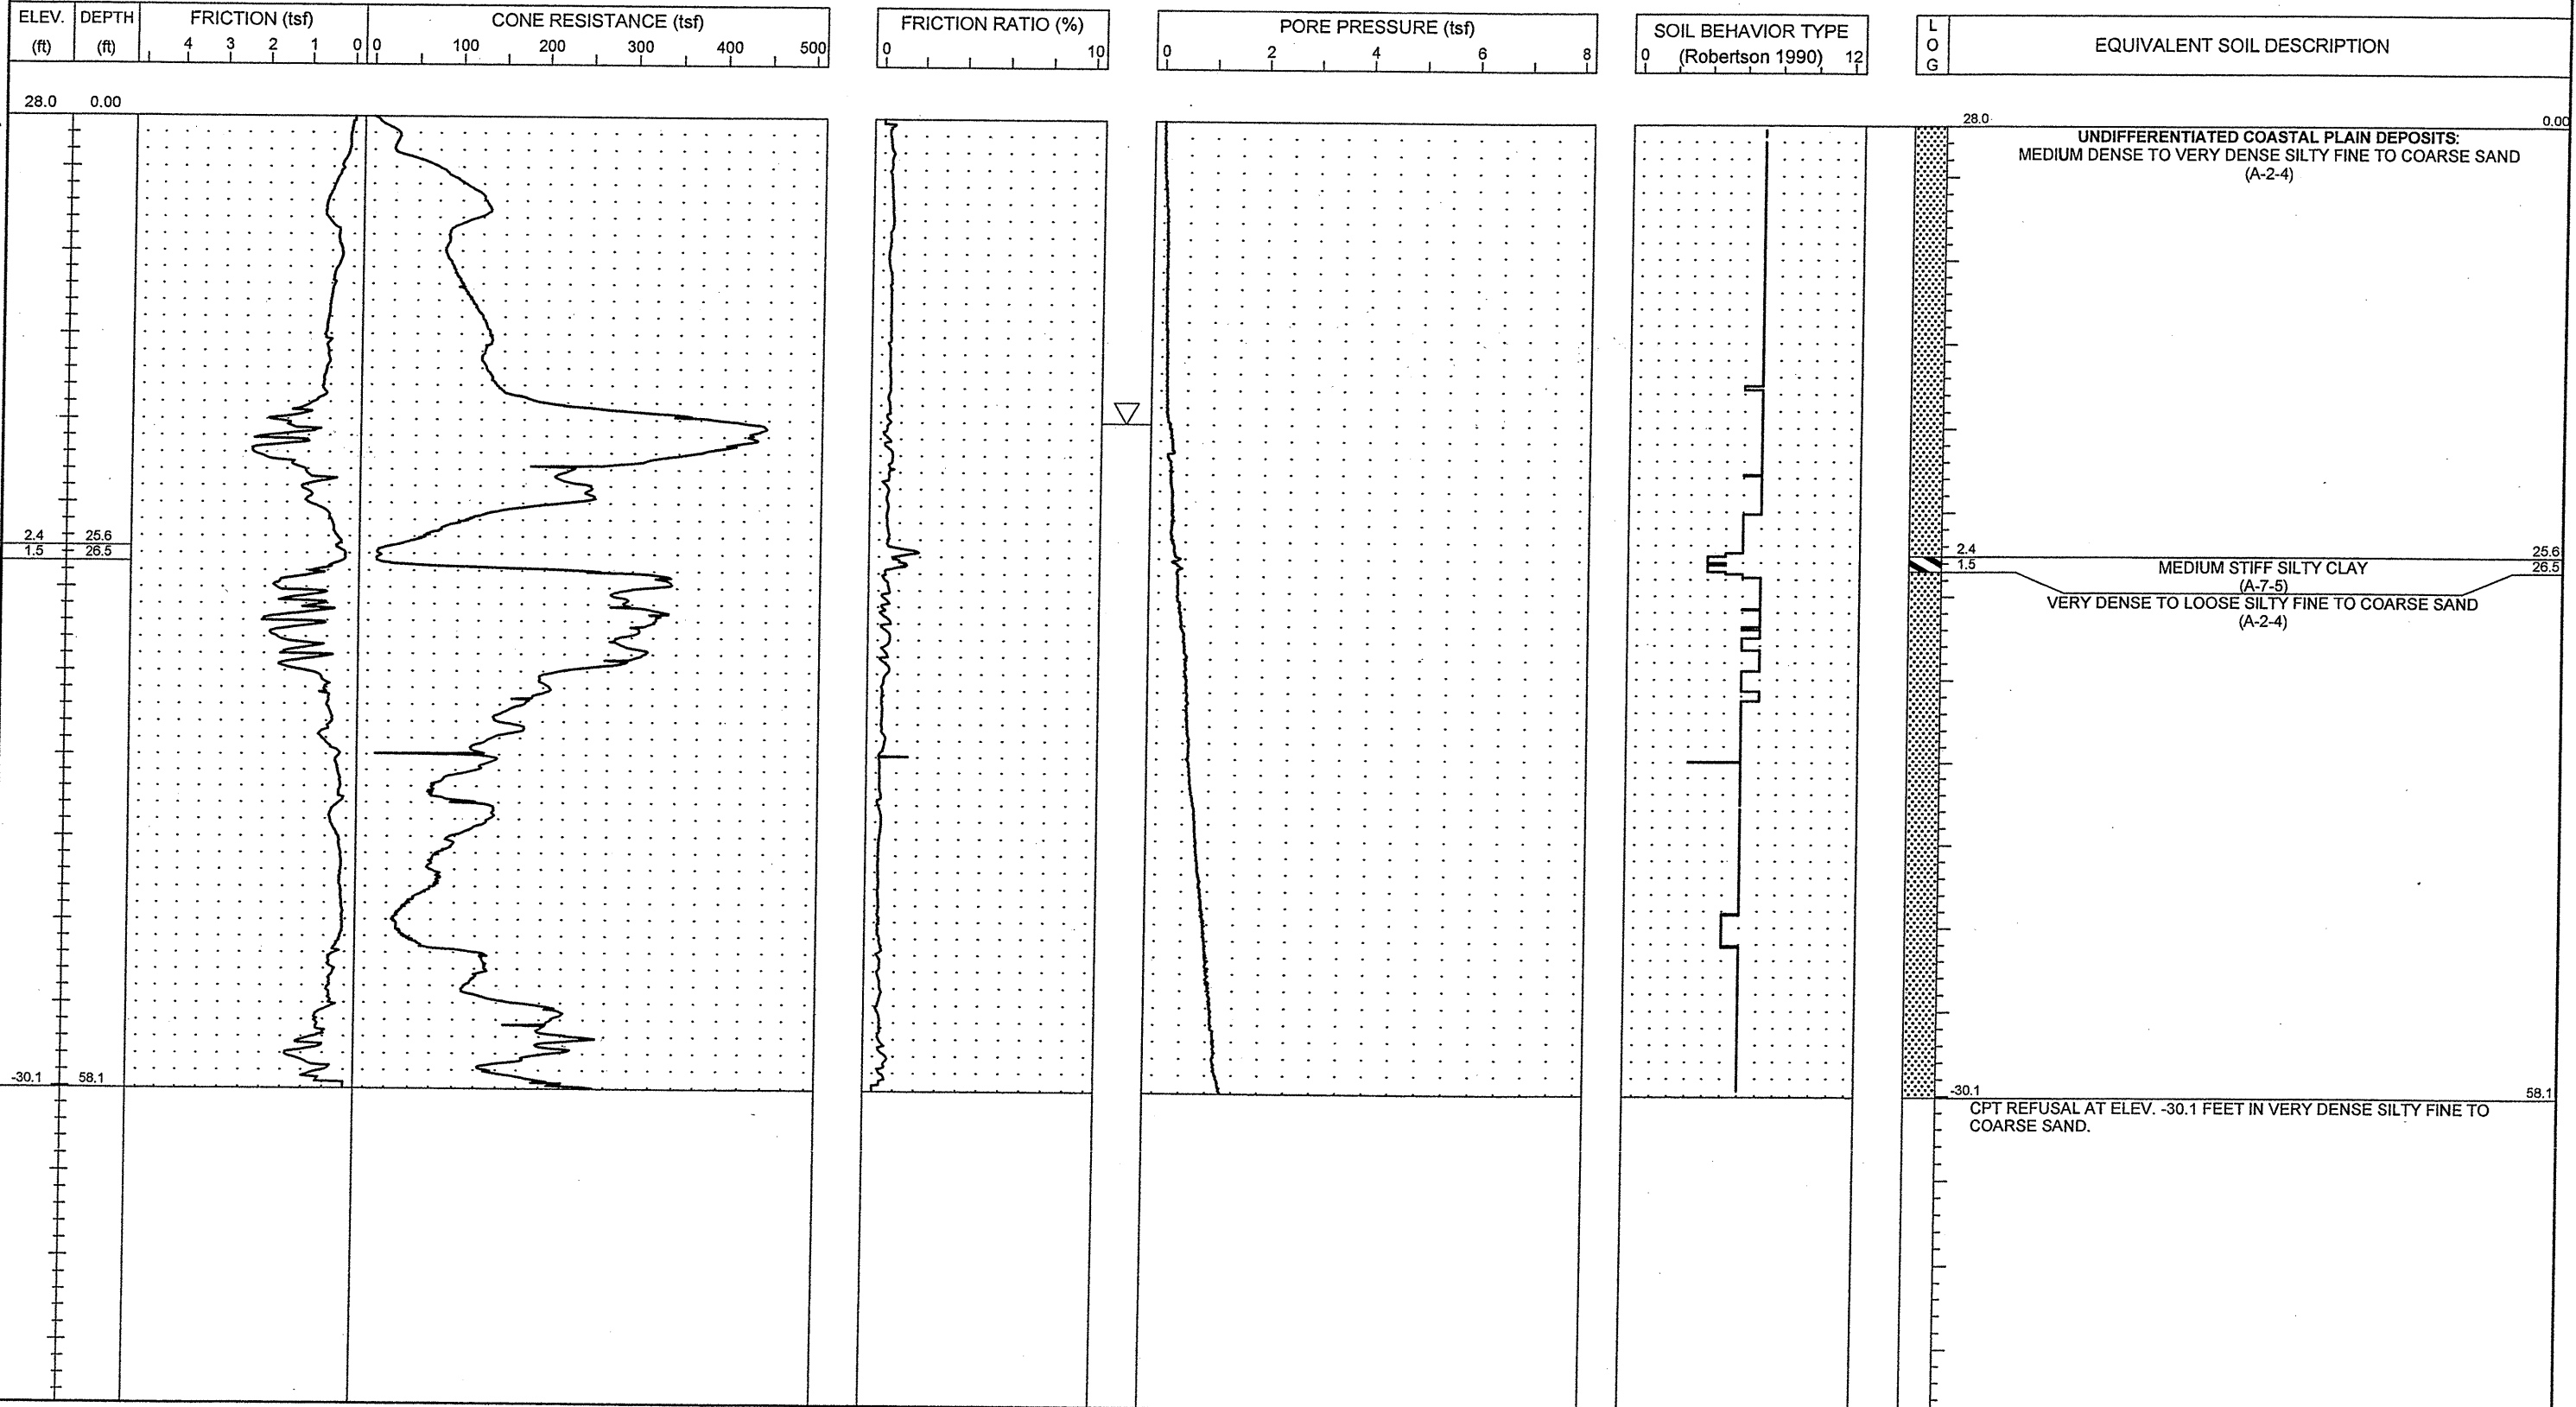 ELEV. DEPTH FRICTION (tsf) CONE RESISTANCE (tsf) FRICTION RATIO (%) PORE PRESSURE (tsf) SOIL BEHAVIOR TYPE L O G EQUIVALENT SOIL DESCRIPTION
(ft) (ft) 4 3 2 1 0 0 100 200 300 400 500 0 10 0 2 4 6 8 0 (Robertson 1990) 12
28.0 0.00
28.0 0.00
UNDIFFERENTIATED COASTAL PLAIN DEPOSITS:
MEDIUM DENSE TO VERY DENSE SILTY FINE TO COARSE SAND
(A-2-4)
2.4 25.6
1.5 26.5
2.4 25.6
1.5 MEDIUM STIFF SILTY CLAY 26.5
(A-7-5)
VERY DENSE TO LOOSE SILTY FINE TO COARSE SAND
(A-2-4)
-30.1 58.1
-30.1 58.1
CPT REFUSAL AT ELEV. -30.1 FEET IN VERY DENSE SILTY FINE TO
COARSE SAND.